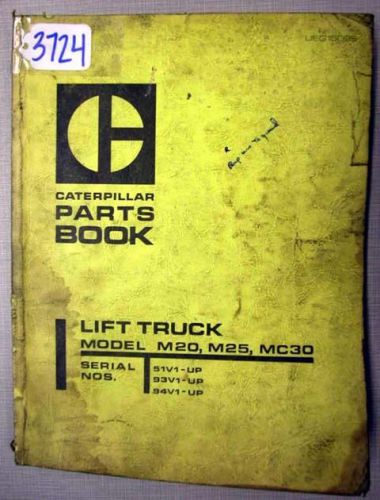 3724
CATERPILLAR
PARTS
BOOK
LIFT TRUCK
MODEL M20, M25, MC30
SERIAL
NOS.
51V1-UP
93V1-UP
94V1-UP